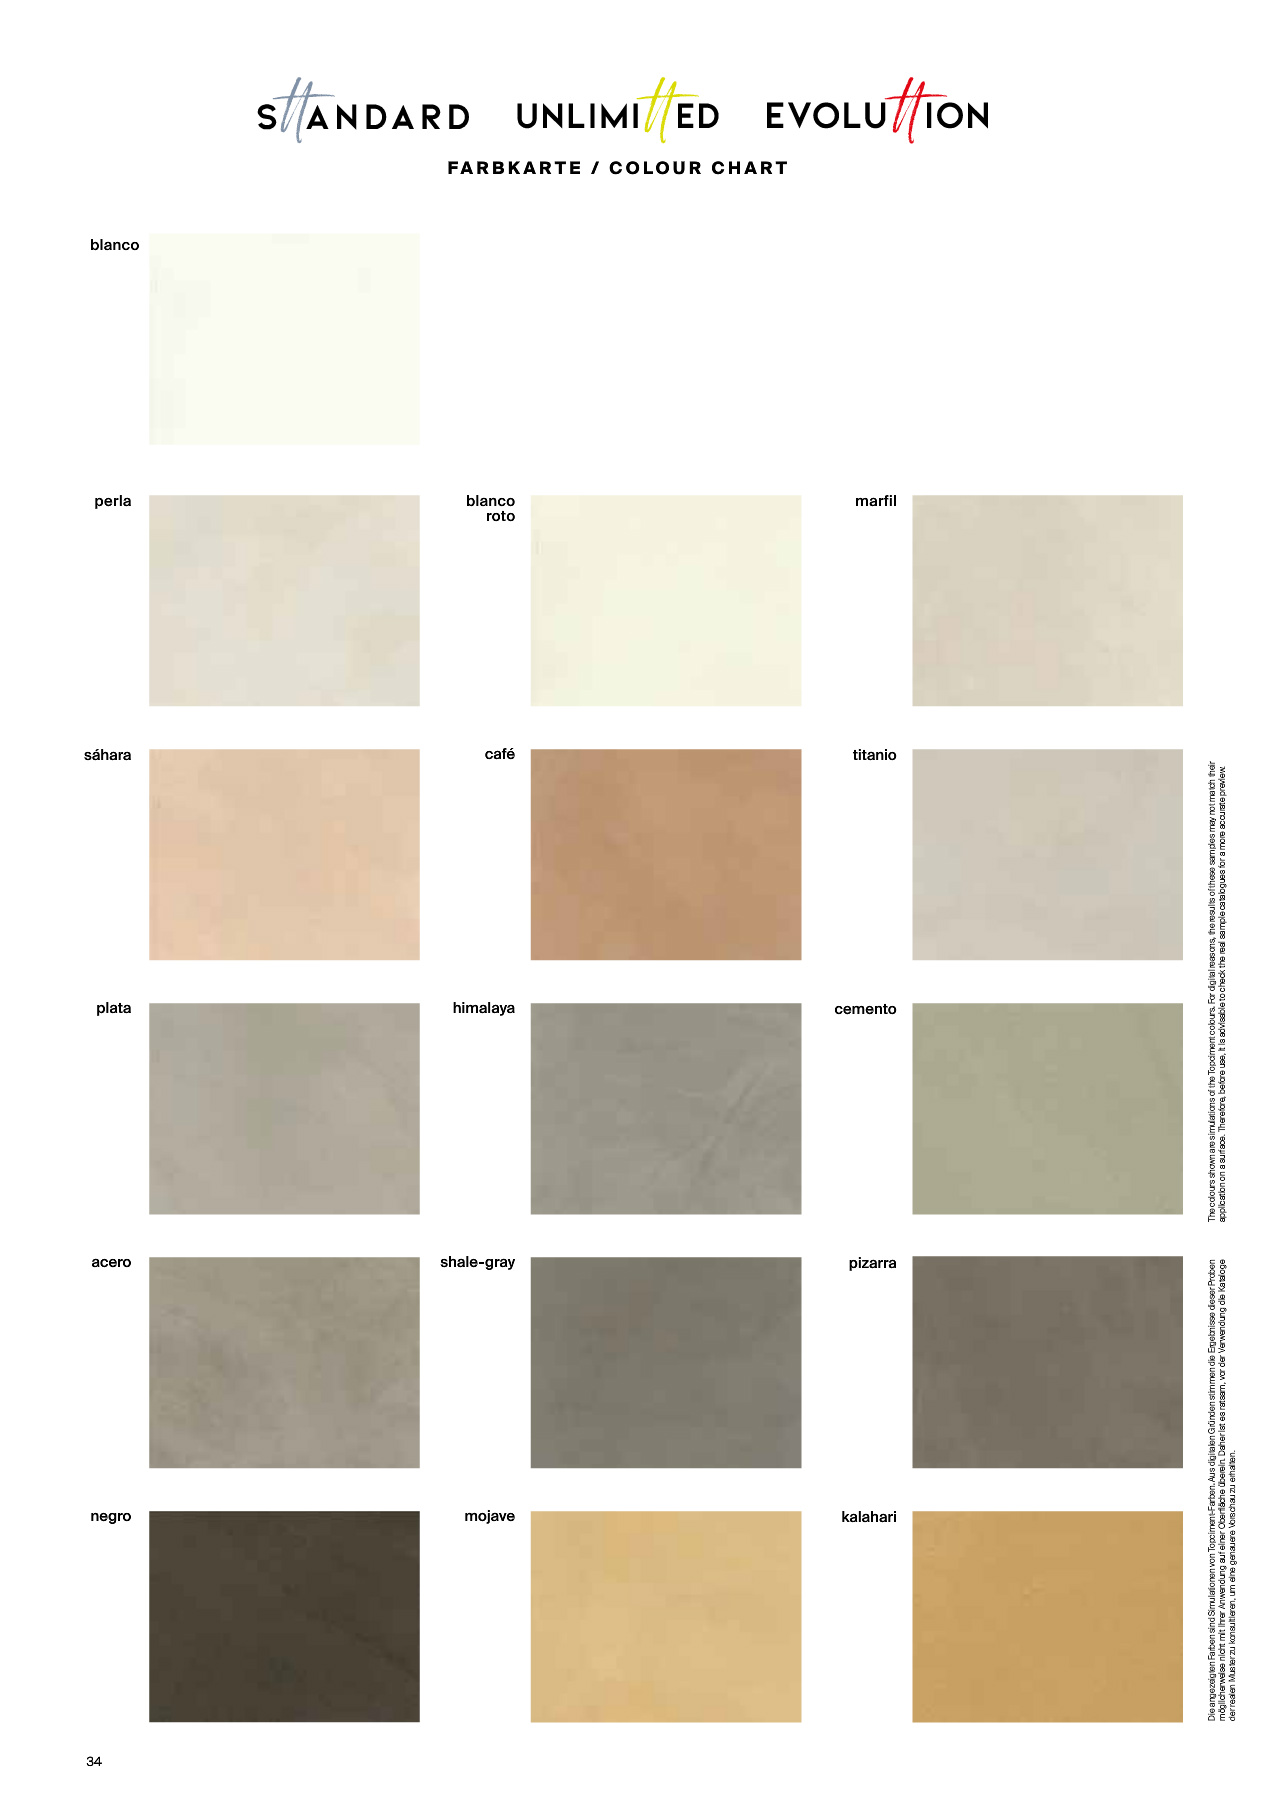 STTANDARD UNLIMITTED EVOLUTTION
FARBKARTE / COLOUR CHART
blanco
perla
blanco
roto
marfil
sáhara
café
titanio
plata
himalaya
cemento
acero
shale-gray
pizarra
negro
mojave
kalahari
The colours shown are simulations of the Topciment colours. For digital reasons, the results of these samples may not match their
application on a surface. Therefore, before use, it is advisable to check the real sample catalogues for a more accurate preview.
Die angezeigten Farben sind Simulationen von Topciment-Farben. Aus digitalen Gründen stimmen die Ergebnisse dieser Proben
möglicherweise nicht mit ihrer Anwendung auf einer Oberfläche überein. Daher ist es ratsam, vor der Verwendung die Kataloge
der realen Muster zu konsultieren, um eine genauere Vorschau zu erhalten.
34